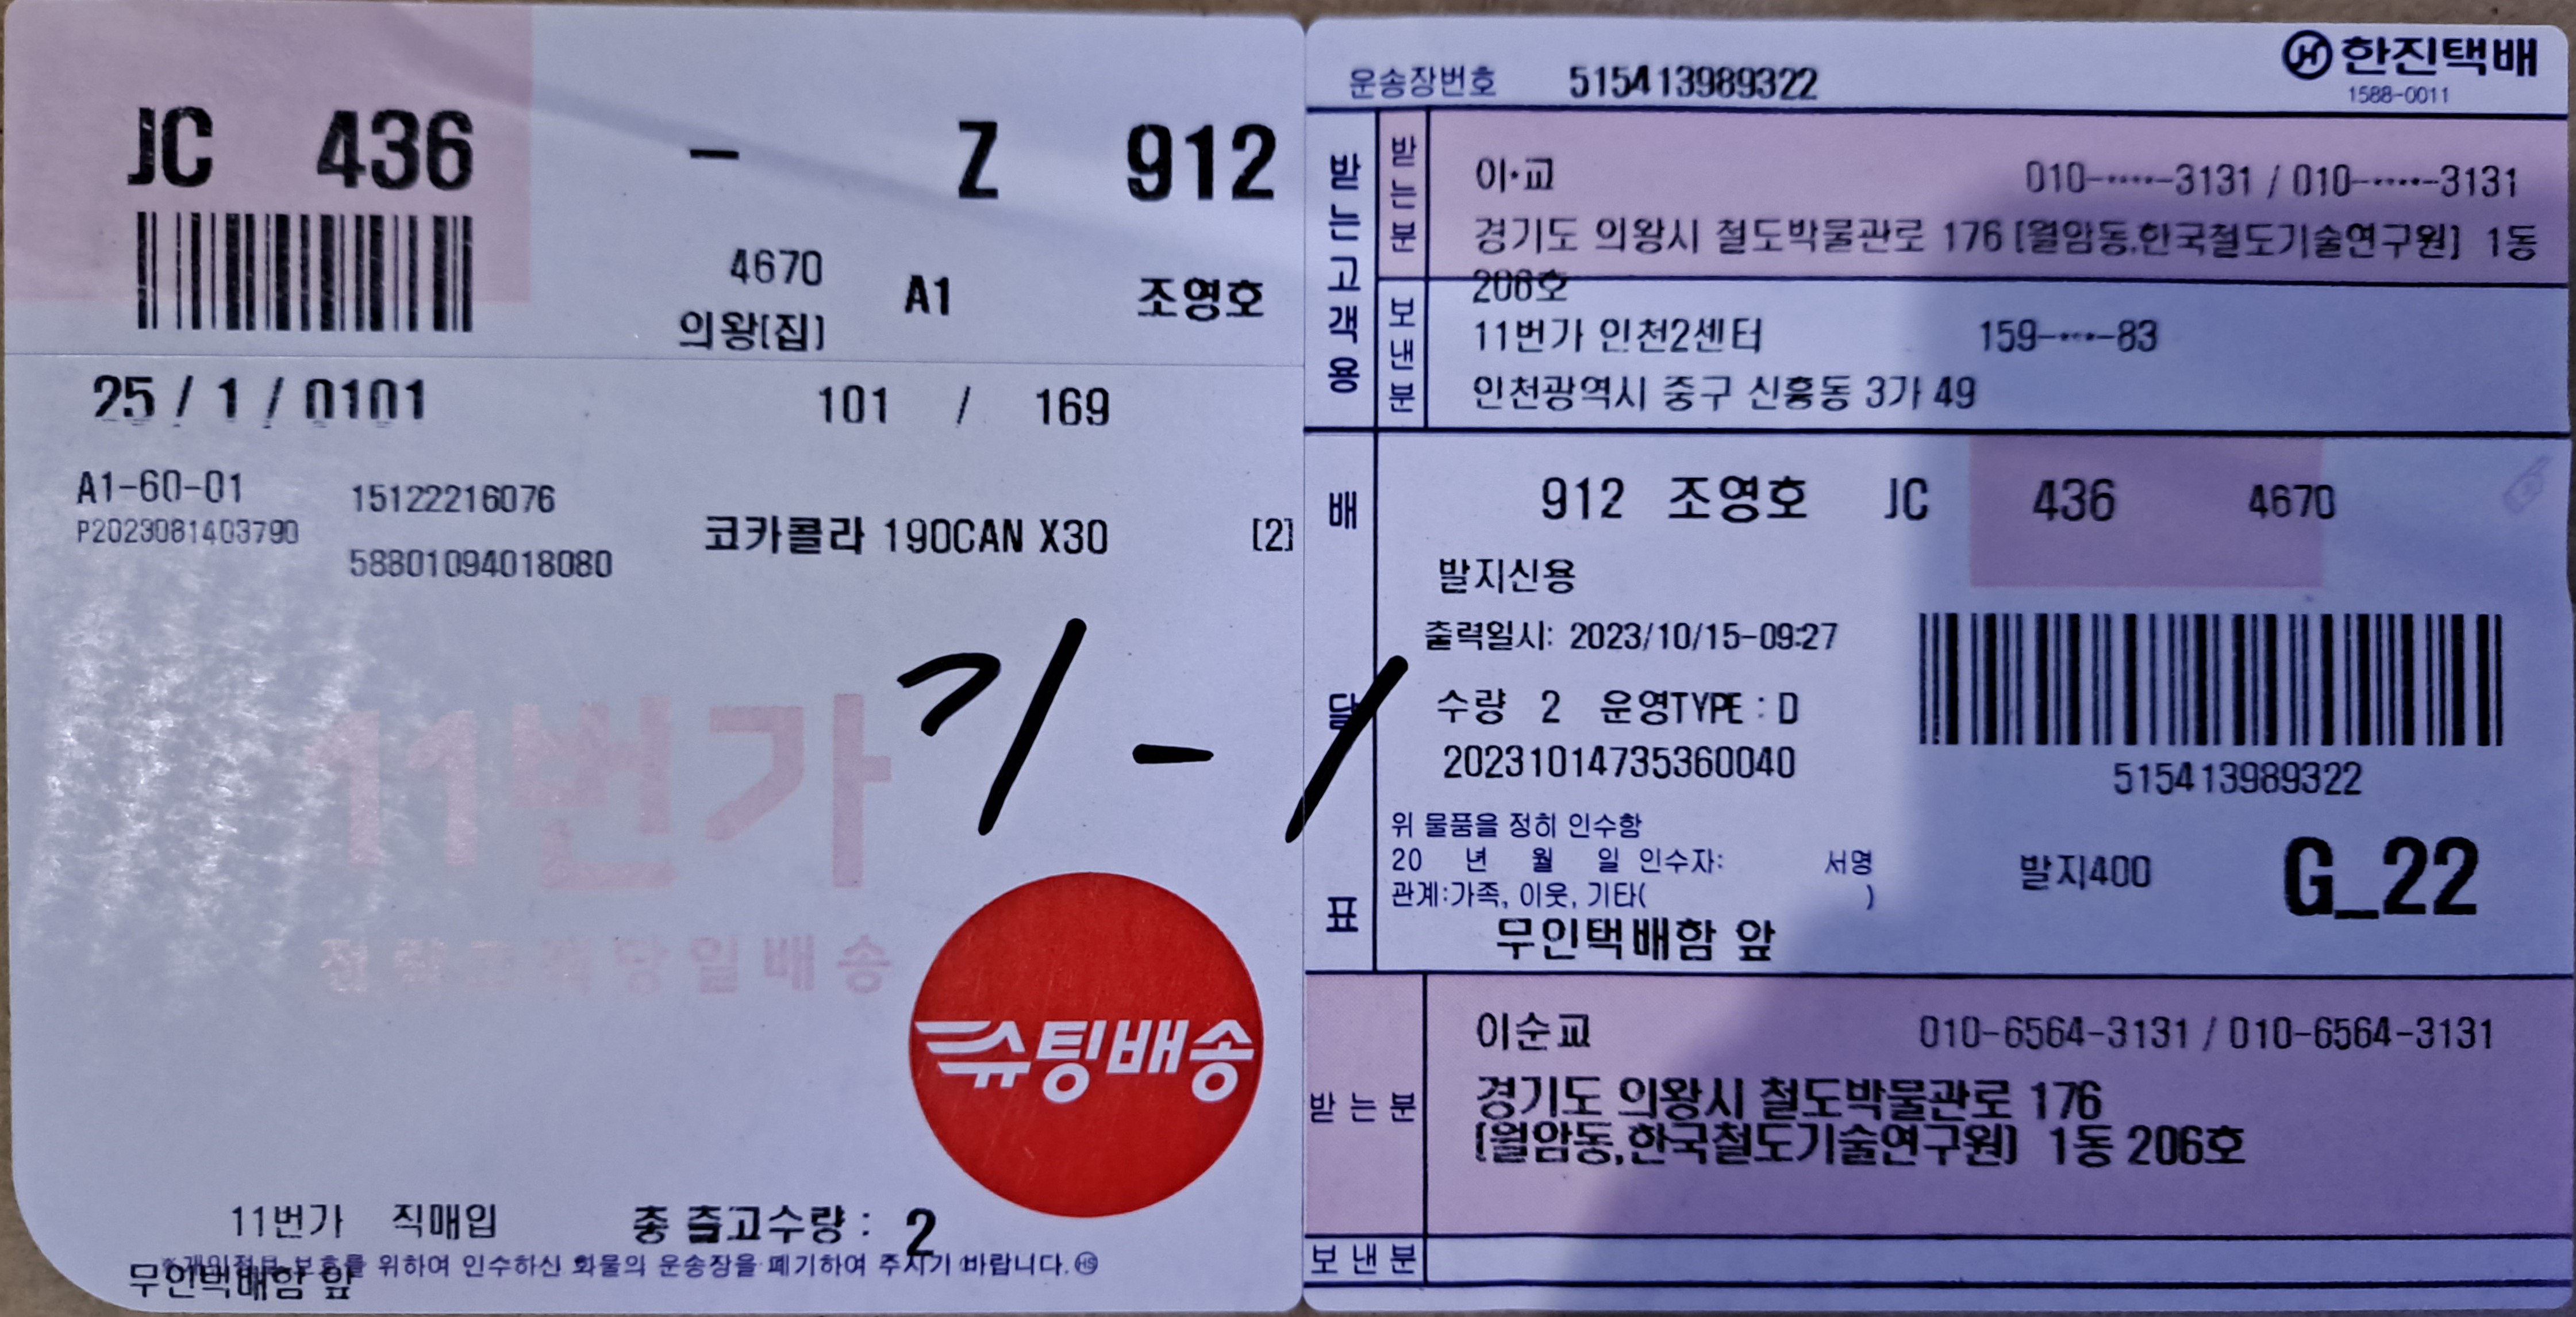 JC 436 - Z 912
4670 A1 조영호
의왕[집]
25 / 1 / 0101 101 / 169
A1-60-01 15122216076
P2023081403790 코카콜라 190CAN X30 [2]
58801094018080
11번가
당일배송
슈팅배송
11번가 직매입 총 출고수량 : 2
※개인정보 보호를 위하여 인수하신 화물의 운송장을 폐기하여 주시기 바랍니다.
무인택배함 앞
운송장번호 515413989322 한진택배
1588-0011
받는고객용
받는분
이*교 010-****-3131 / 010-****-3131
경기도 의왕시 철도박물관로 176 [월암동,한국철도기술연구원] 1동
206호
보낸분
11번가 인천2센터 159-***-83
인천광역시 중구 신흥동 3가 49
배달표
912 조영호 JC 436 4670
발지신용
출력일시: 2023/10/15-09:27
수량 2 운영TYPE : D
20231014735360040
515413989322
위 물품을 정히 인수함
20 년 월 일 인수자: 서명
관계:가족, 이웃, 기타( )
발지400 G_22
무인택배함 앞
받는분
이순교 010-6564-3131 / 010-6564-3131
경기도 의왕시 철도박물관로 176
[월암동,한국철도기술연구원] 1동 206호
보낸분